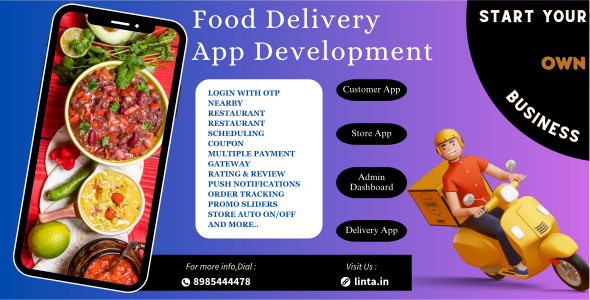 Food Delivery
App Development
START YOUR
OWN
BUSINESS
LOGIN WITH OTP
NEARBY
RESTAURANT
RESTAURANT
SCHEDULING
COUPON
MULTIPLE PAYMENT
GATEWAY
RATING & REVIEW
PUSH NOTIFICATIONS
ORDER TRACKING
PROMO SLIDERS
STORE AUTO ON/OFF
AND MORE..
Customer App
Store App
Admin
Dashboard
Delivery App
For more info,Dial :
8985444478
Visit Us :
linta.in